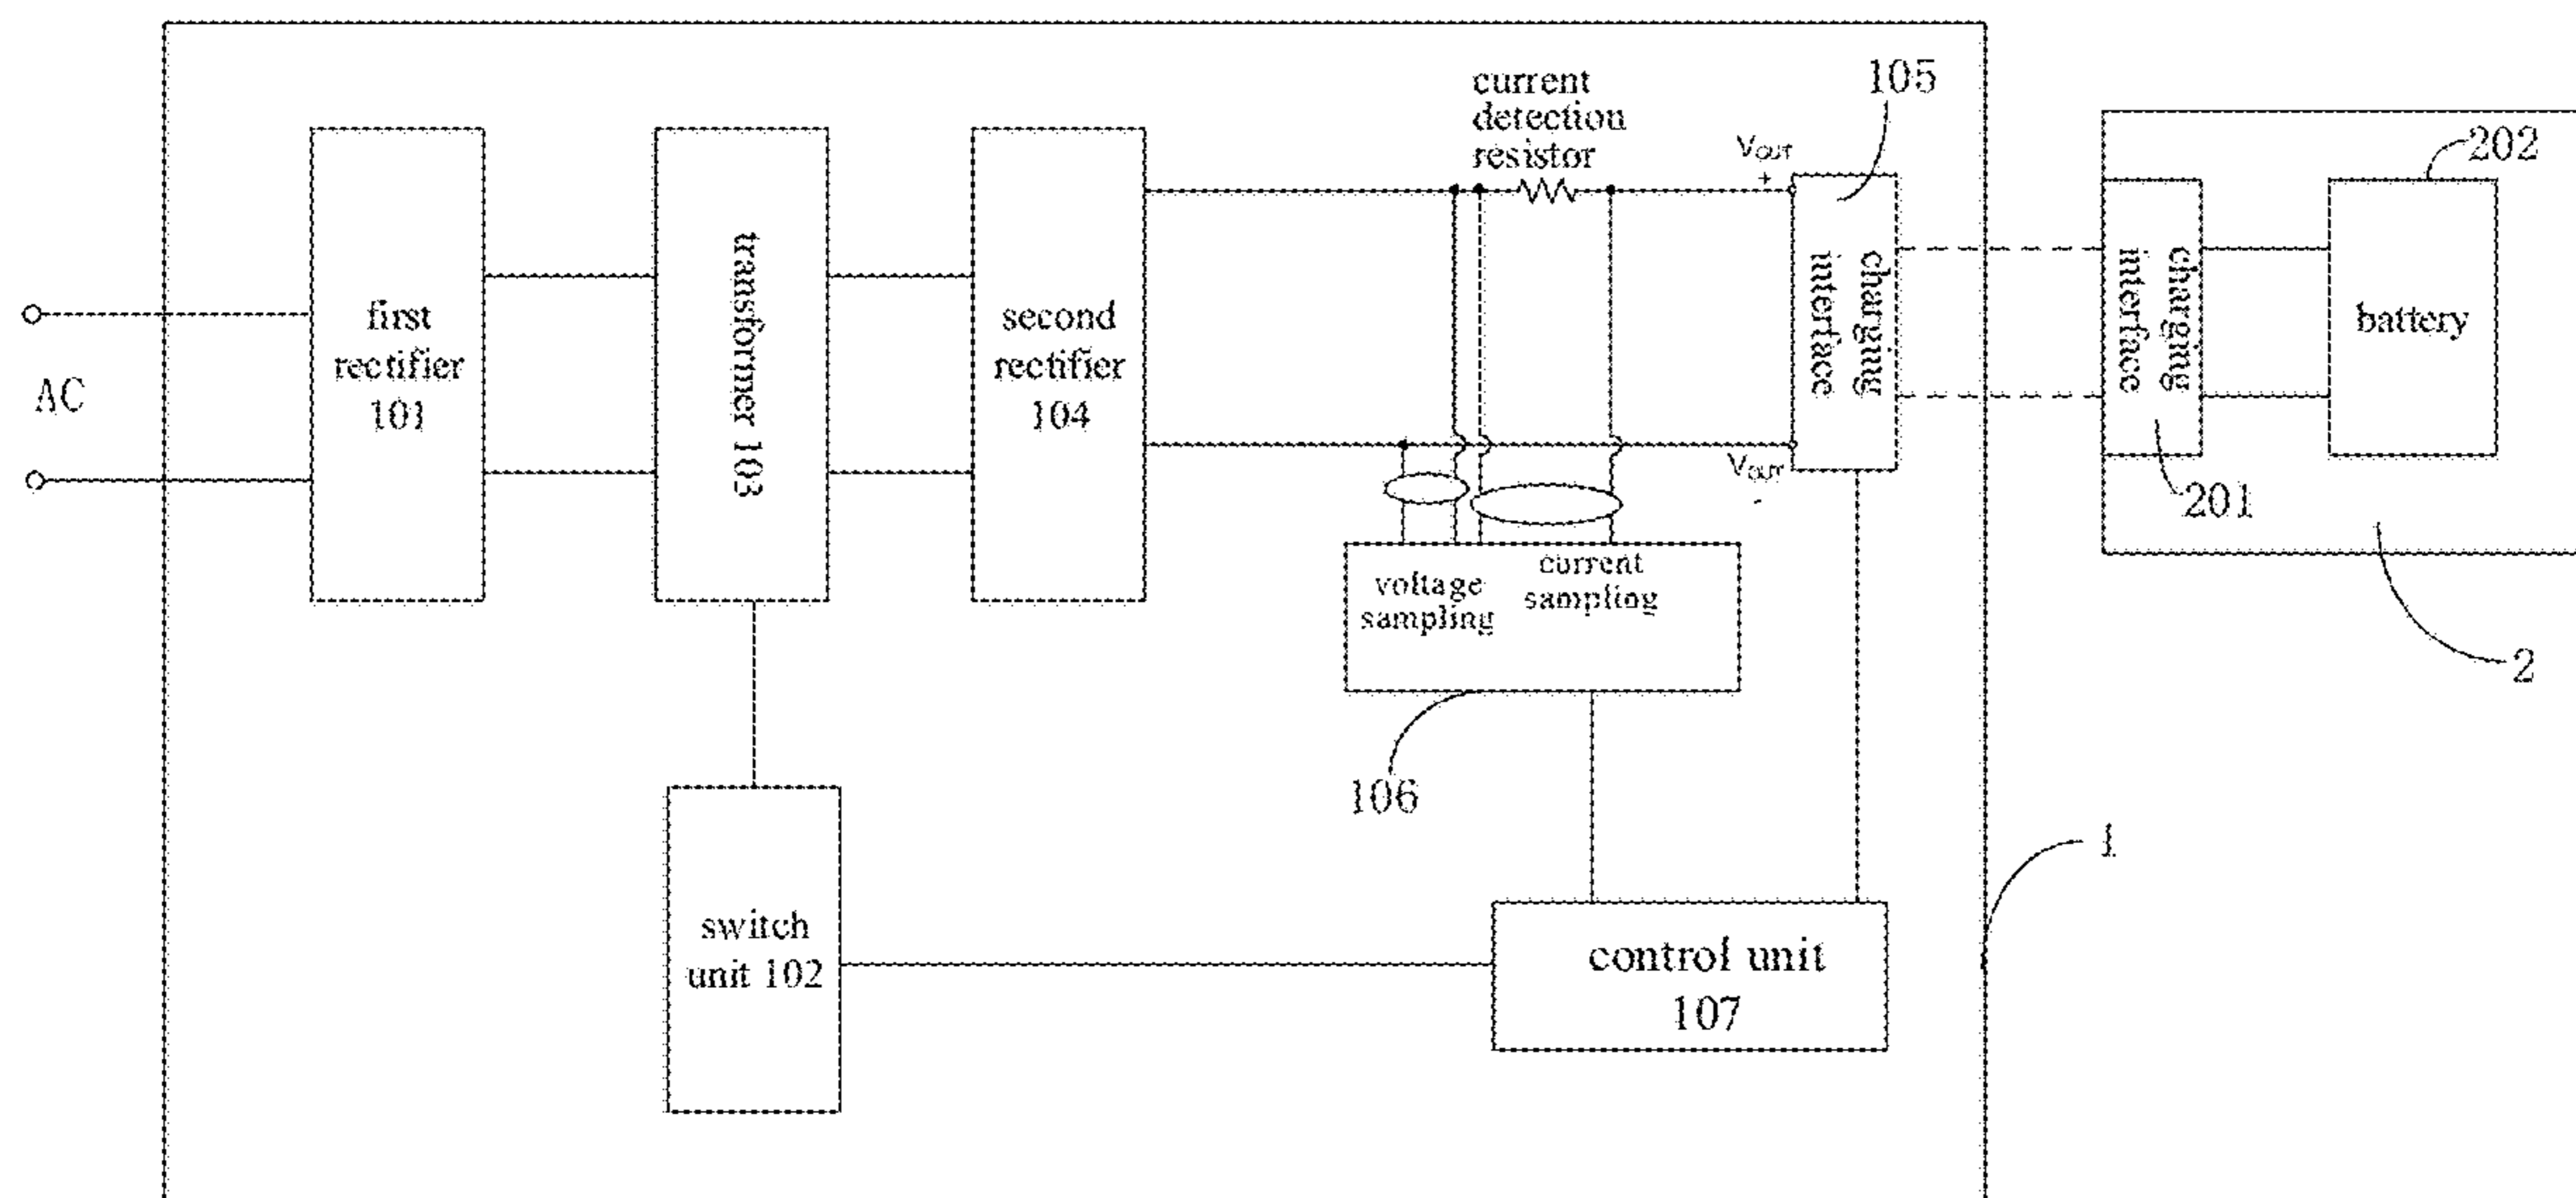 current
detection
resistor
105
VOUT
+
202
first
rectifier
101
transformer 103
second
rectifier
104
charging
interface
charging
interface
battery
AC
VOUT
-
201
voltage
sampling
current
sampling
2
106
1
switch
unit 102
control unit
107